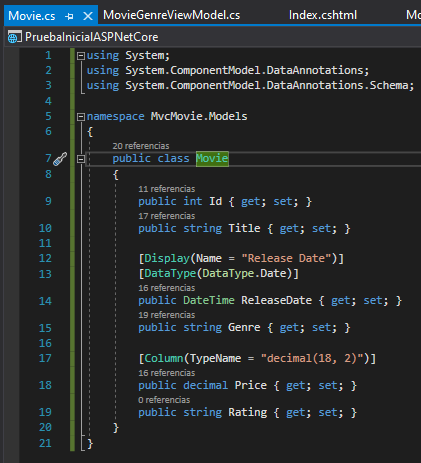 Movie.cs MovieGenreViewModel.cs Index.cshtml Mo
PruebaInicialASPNetCore
1 using System;
2 using System.ComponentModel.DataAnnotations;
3 using System.ComponentModel.DataAnnotations.Schema;
4
5 namespace MvcMovie.Models
6 {
20 referencias
7 public class Movie
8 {
11 referencias
9 public int Id { get; set; }
17 referencias
10 public string Title { get; set; }
11
12 [Display(Name = "Release Date")]
13 [DataType(DataType.Date)]
16 referencias
14 public DateTime ReleaseDate { get; set; }
19 referencias
15 public string Genre { get; set; }
16
17 [Column(TypeName = "decimal(18, 2)")]
16 referencias
18 public decimal Price { get; set; }
0 referencias
19 public string Rating { get; set; }
20 }
21 }